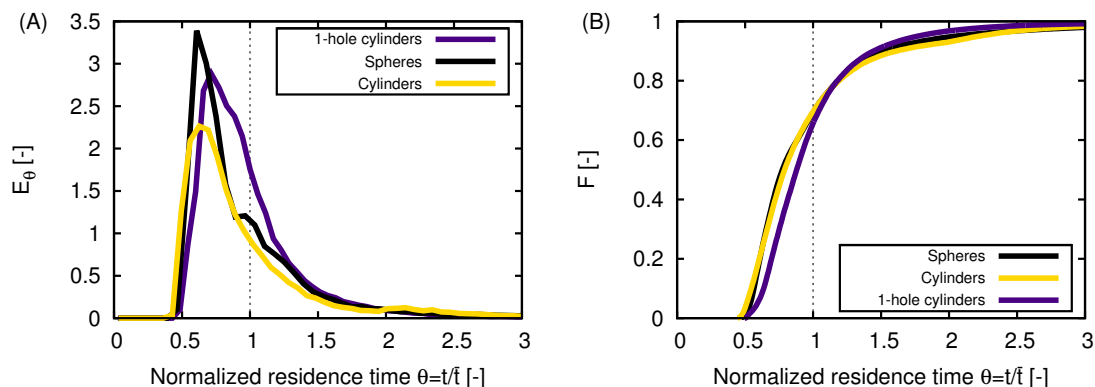 (A)
E_θ [-]
3.5
3
2.5
2
1.5
1
0.5
0
1-hole cylinders
Spheres
Cylinders
0 0.5 1 1.5 2 2.5 3
Normalized residence time θ=t/t̄ [-]
(B)
F [-]
1
0.8
0.6
0.4
0.2
0
Spheres
Cylinders
1-hole cylinders
0 0.5 1 1.5 2 2.5 3
Normalized residence time θ=t/t̄ [-]